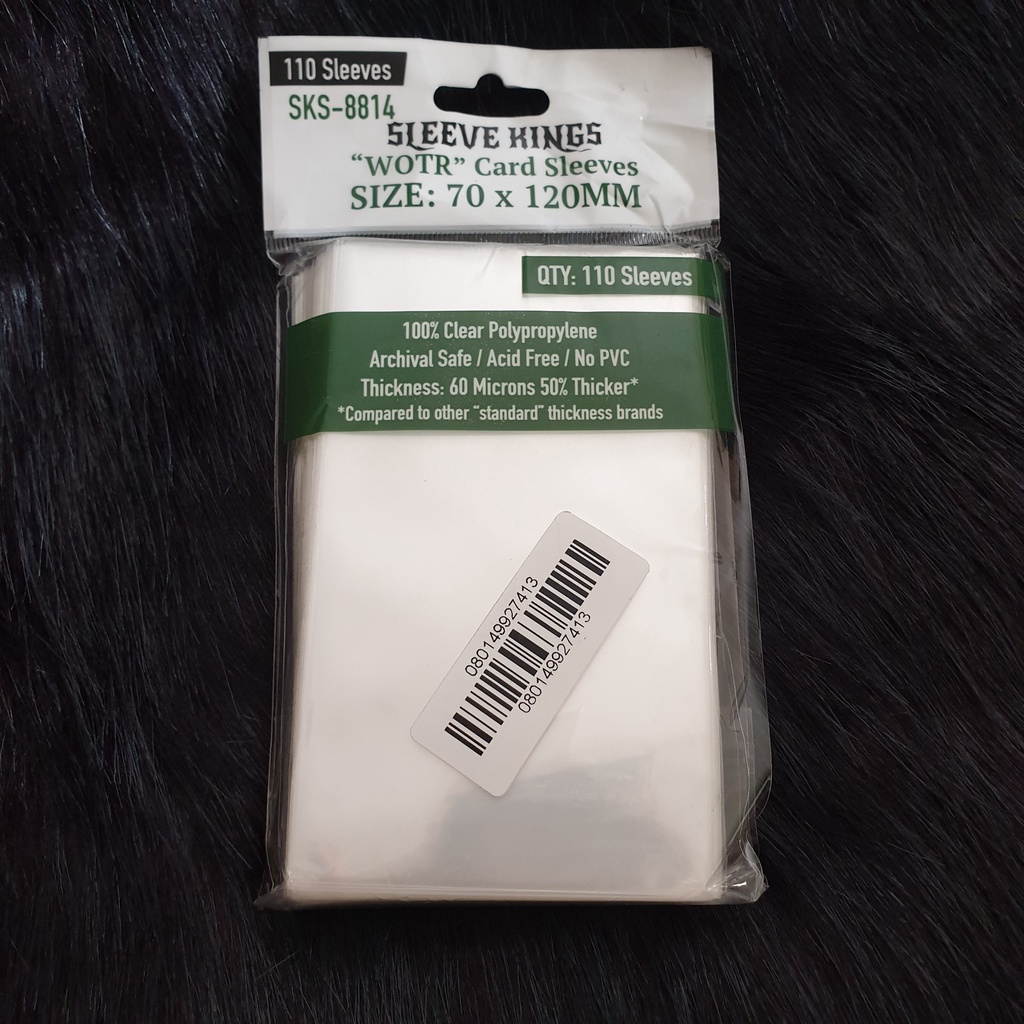 110 Sleeves
SKS-8814
SLEEVE KINGS
“WOTR” Card Sleeves
SIZE: 70 x 120MM
QTY: 110 Sleeves
100% Clear Polypropylene
Archival Safe / Acid Free / No PVC
Thickness: 60 Microns 50% Thicker*
*Compared to other “standard” thickness brands
080149927413
080149927413